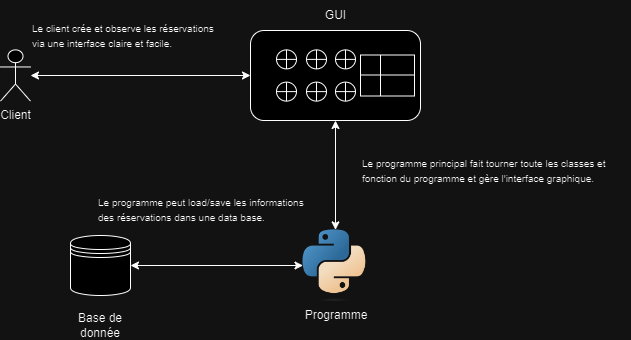 GUI
Le client crée et observe les réservations
via une interface claire et facile.
Client
Le programme principal fait tourner toute les classes et
fonction du programme et gère l'interface graphique.
Le programme peut load/save les informations
des réservations dans une data base.
Programme
Base de
donnée